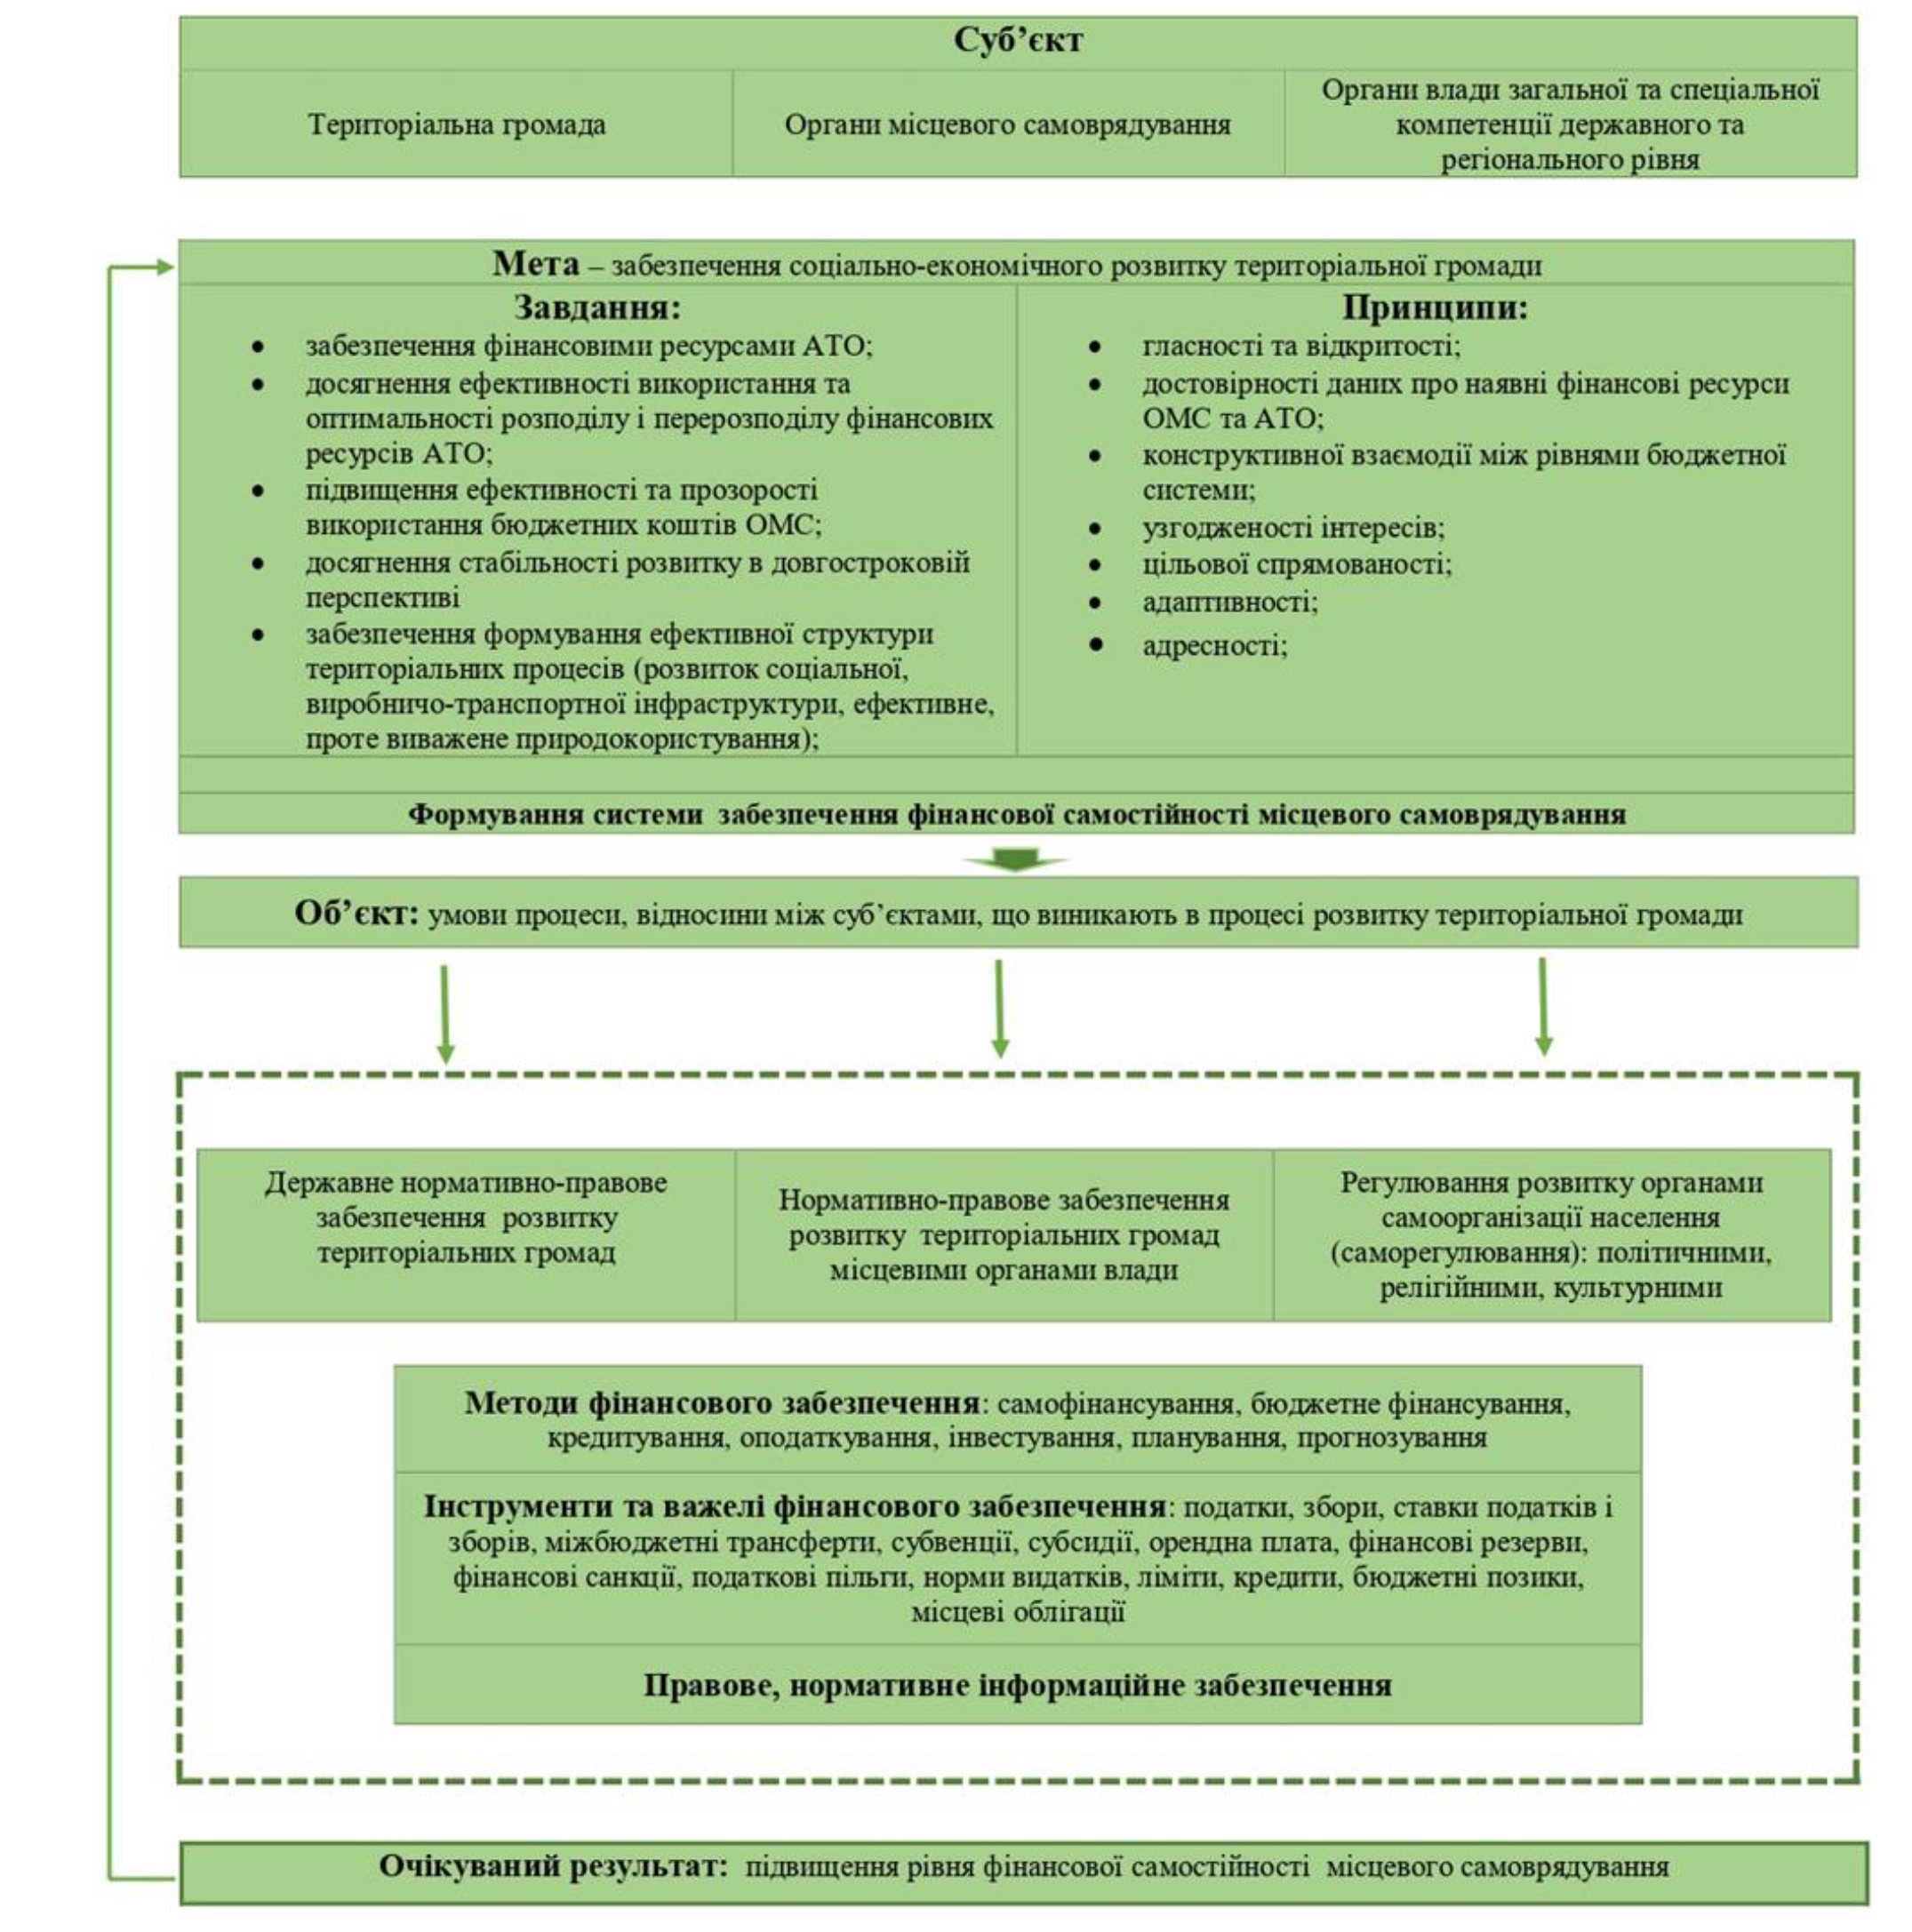 Суб’єкт
Територіальна громада
Органи місцевого самоврядування
Органи влади загальної та спеціальної
компетенції державного та
регіонального рівня
Мета – забезпечення соціально-економічного розвитку територіальної громади
Завдання:
• забезпечення фінансовими ресурсами АТО;
• досягнення ефективності використання та
оптимальності розподілу і перерозподілу фінансових
ресурсів АТО;
• підвищення ефективності та прозорості
використання бюджетних коштів ОМС;
• досягнення стабільності розвитку в довгостроковій
перспективі
• забезпечення формування ефективної структури
територіальних процесів (розвиток соціальної,
виробничо-транспортної інфраструктури, ефективне,
проте виважене природокористування);
Принципи:
• гласності та відкритості;
• достовірності даних про наявні фінансові ресурси
ОМС та АТО;
• конструктивної взаємодії між рівнями бюджетної
системи;
• узгодженості інтересів;
• цільової спрямованості;
• адаптивності;
• адресності;
Формування системи забезпечення фінансової самостійності місцевого самоврядування
Об’єкт: умови процеси, відносини між суб’єктами, що виникають в процесі розвитку територіальної громади
Державне нормативно-правове
забезпечення розвитку
територіальних громад
Нормативно-правове забезпечення
розвитку територіальних громад
місцевими органами влади
Регулювання розвитку органами
самоорганізації населення
(саморегулювання): політичними,
релігійними, культурними
Методи фінансового забезпечення: самофінансування, бюджетне фінансування,
кредитування, оподаткування, інвестування, планування, прогнозування
Інструменти та важелі фінансового забезпечення: податки, збори, ставки податків і
зборів, міжбюджетні трансферти, субвенції, субсидії, орендна плата, фінансові резерви,
фінансові санкції, податкові пільги, норми видатків, ліміти, кредити, бюджетні позики,
місцеві облігації
Правове, нормативне інформаційне забезпечення
Очікуваний результат: підвищення рівня фінансової самостійності місцевого самоврядування